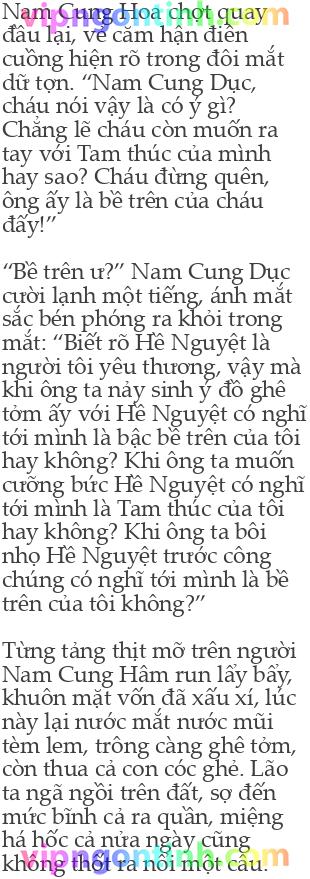 Nam Cung Hoa chợt quay
đầu lại, vẻ căm hận điên
cuồng hiện rõ trong đôi mắt
dữ tợn. “Nam Cung Dục,
cháu nói vậy là có ý gì?
Chẳng lẽ cháu còn muốn ra
tay với Tam thúc của mình
hay sao? Cháu đừng quên,
ông ấy là bề trên của cháu
đấy!”
“Bề trên ư?” Nam Cung Dục
cười lạnh một tiếng, ánh mắt
sắc bén phóng ra khỏi trong
mắt: “Biết rõ Hề Nguyệt là
người tôi yêu thương, vậy mà
khi ông ta nảy sinh ý đồ ghê
tởm ấy với Hề Nguyệt có nghĩ
tới mình là bậc bề trên của tôi
hay không? Khi ông ta muốn
cưỡng bức Hề Nguyệt có nghĩ
tới mình là Tam thúc của tôi
hay không? Khi ông ta bôi
nhọ Hề Nguyệt trước công
chúng có nghĩ tới mình là bề
trên của tôi không?”
Từng tảng thịt mỡ trên người
Nam Cung Hâm run lẩy bẩy,
khuôn mặt vốn đã xấu xí, lúc
này lại nước mắt nước mũi
tèm lem, trông càng ghê tởm,
còn thua cả con cóc ghẻ. Lão
ta ngã ngồi trên đất, sợ đến
mức bĩnh cả ra quần, miệng
há hốc cả nửa ngày cũng
không thốt ra nổi một câu.
vipngontinh.com
vipngontinh.com